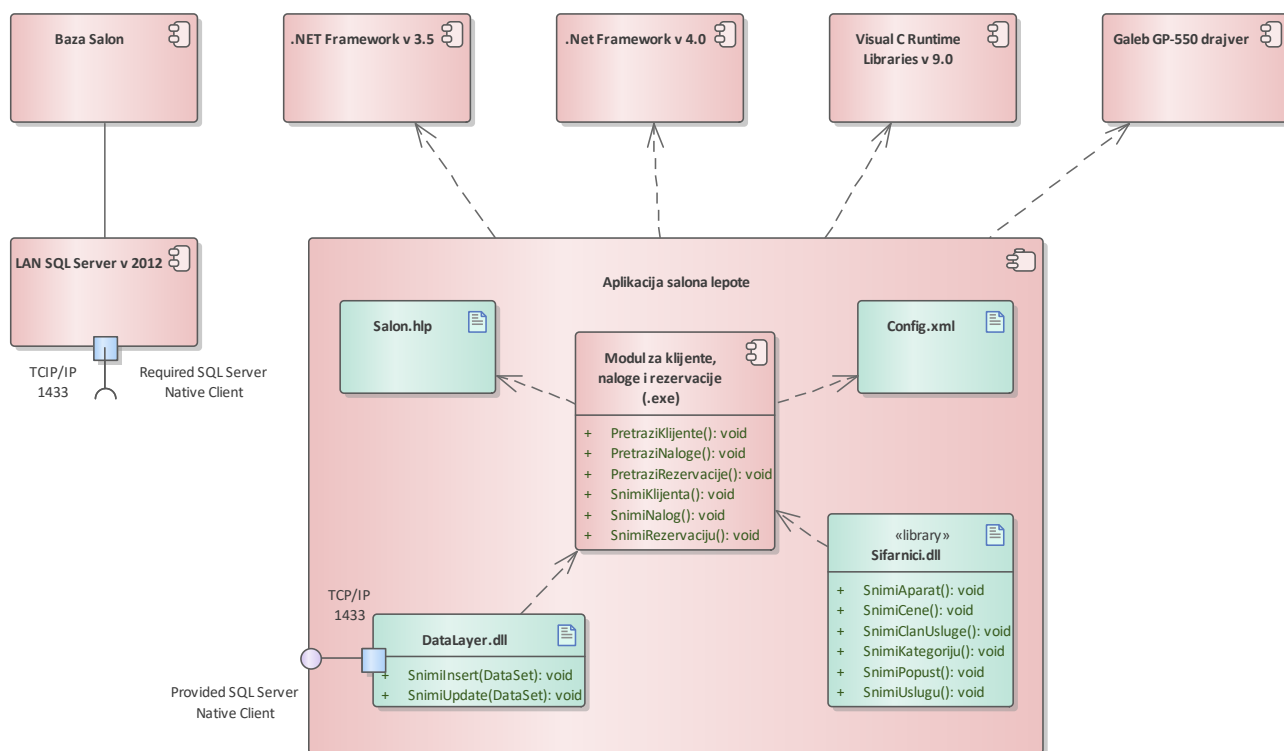 Baza Salon
.NET Framework v 3.5
.Net Framework v 4.0
Visual C Runtime
Libraries v 9.0
Galeb GP-550 drajver
LAN SQL Server v 2012
TCIP/IP
1433
Required SQL Server
Native Client
Aplikacija salona lepote
Salon.hlp
Config.xml
Modul za klijente,
naloge i rezervacije
(.exe)
+ PretraziKlijente(): void
+ PretraziNaloge(): void
+ PretraziRezervacije(): void
+ SnimiKlijenta(): void
+ SnimiNalog(): void
+ SnimiRezervaciju(): void
«library»
Sifarnici.dll
+ SnimiAparat(): void
+ SnimiCene(): void
+ SnimiClanUsluge(): void
+ SnimiKategoriju(): void
+ SnimiPopust(): void
+ SnimiUslugu(): void
TCP/IP
1433
DataLayer.dll
+ SnimiInsert(DataSet): void
+ SnimiUpdate(DataSet): void
Provided SQL Server
Native Client